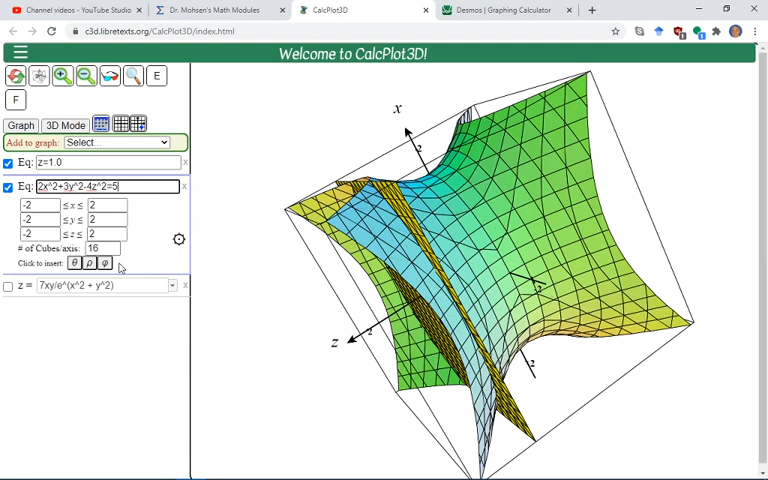 Channel videos - YouTube Studio
Dr. Mohsen's Math Modules
CalcPlot3D
Desmos | Graphing Calculator
c3d.libretexts.org/CalcPlot3D/index.html
Welcome to CalcPlot3D!
E
F
Graph
3D Mode
Add to graph: Select...
Eq: z=1.0 x
Eq: 2x^2+3y^2-4z^2=5 x
-2 ≤ x ≤ 2
-2 ≤ y ≤ 2
-2 ≤ z ≤ 2
# of Cubes/axis: 16
Click to insert: θ ρ φ
z = 7xy/e^(x^2 + y^2) x
x
2
z
2
-2
-2